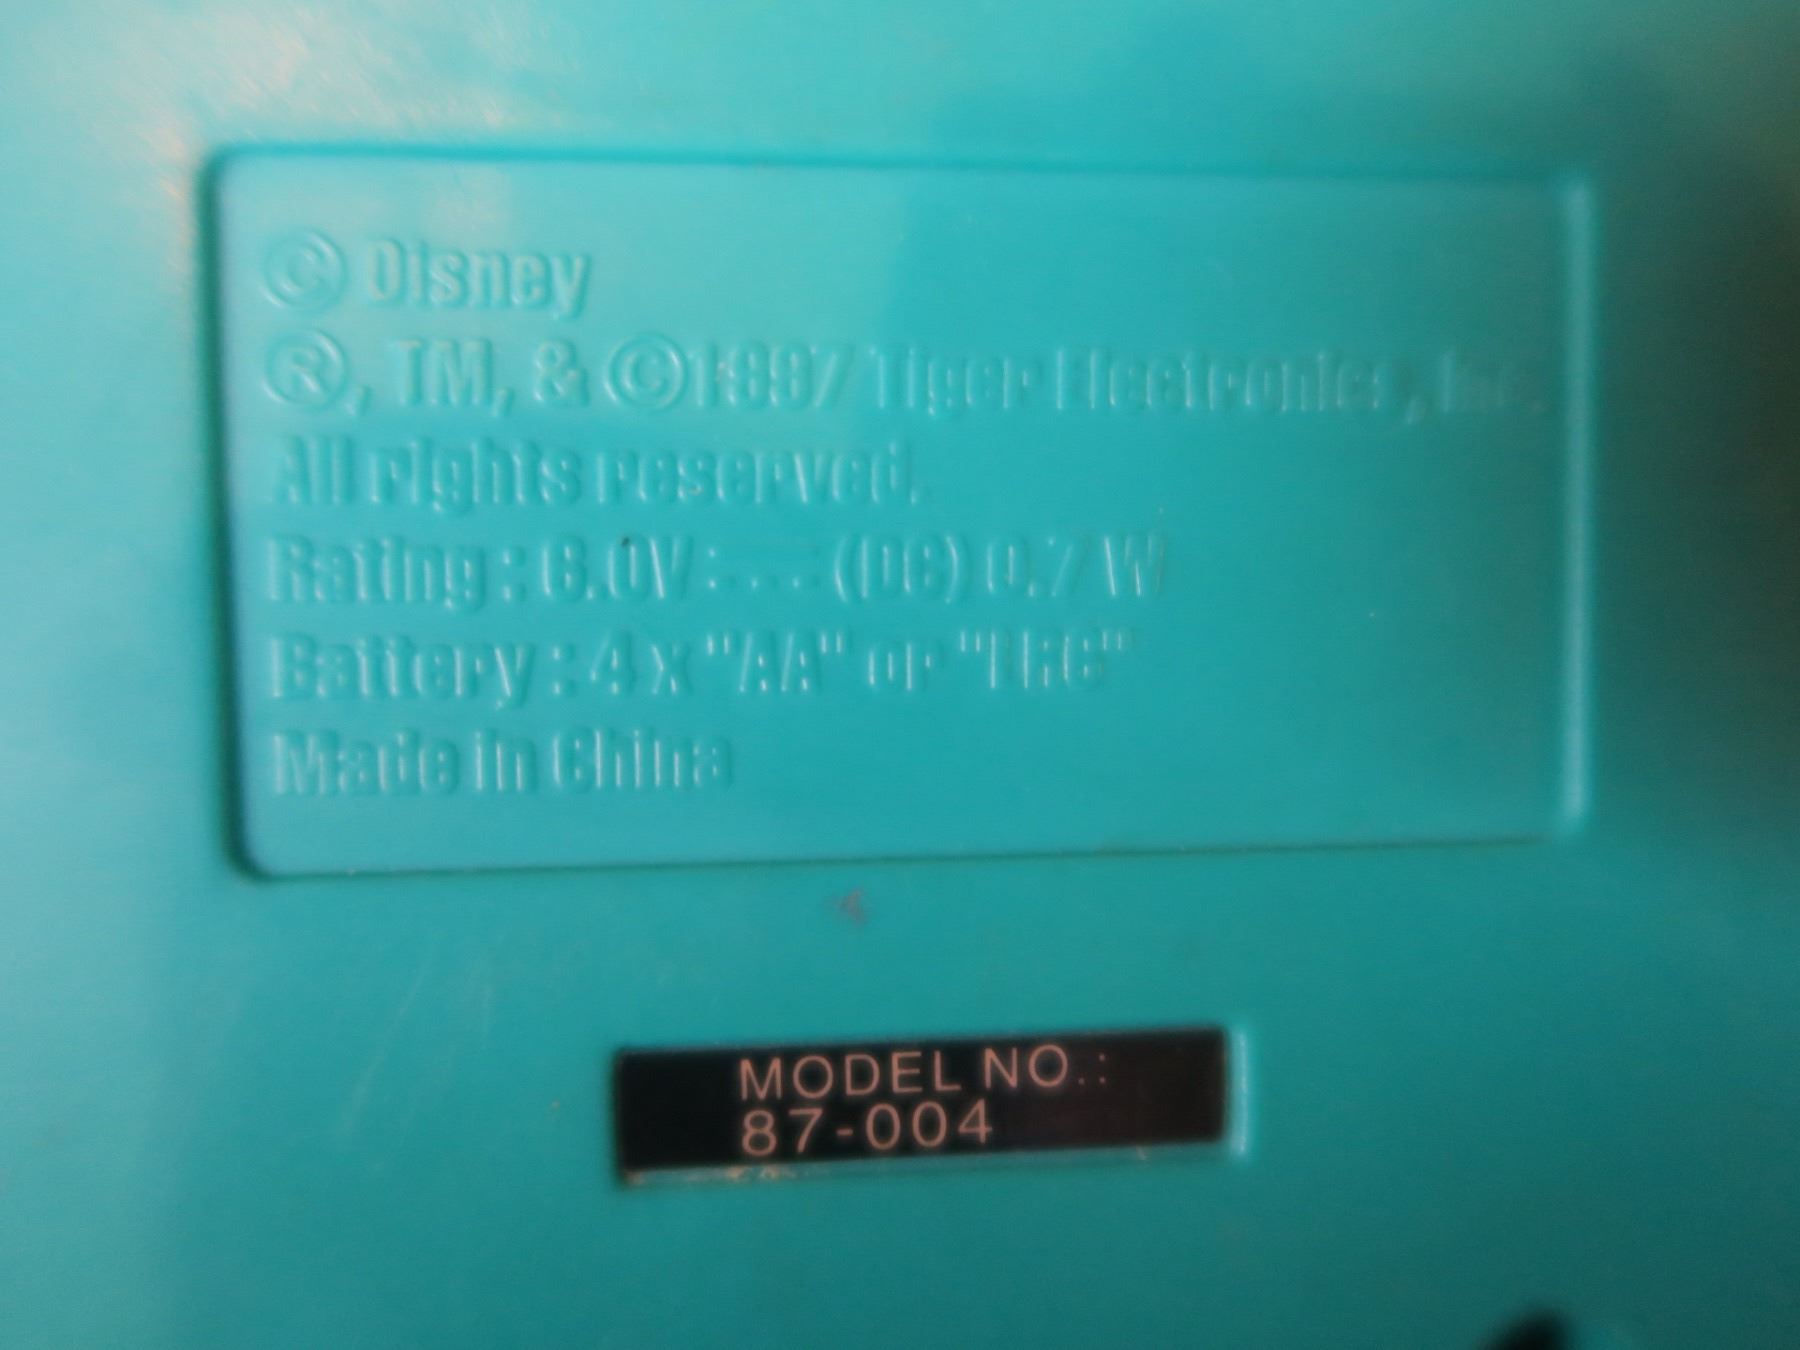 © Disney
®, TM, & ©1997 Tiger Electronics, Inc.
All rights reserved.
Rating : 6.0V ⎓ (DC) 0.7 W
Battery : 4 x "AA" or "LR6"
Made in China
MODEL NO.:
87-004